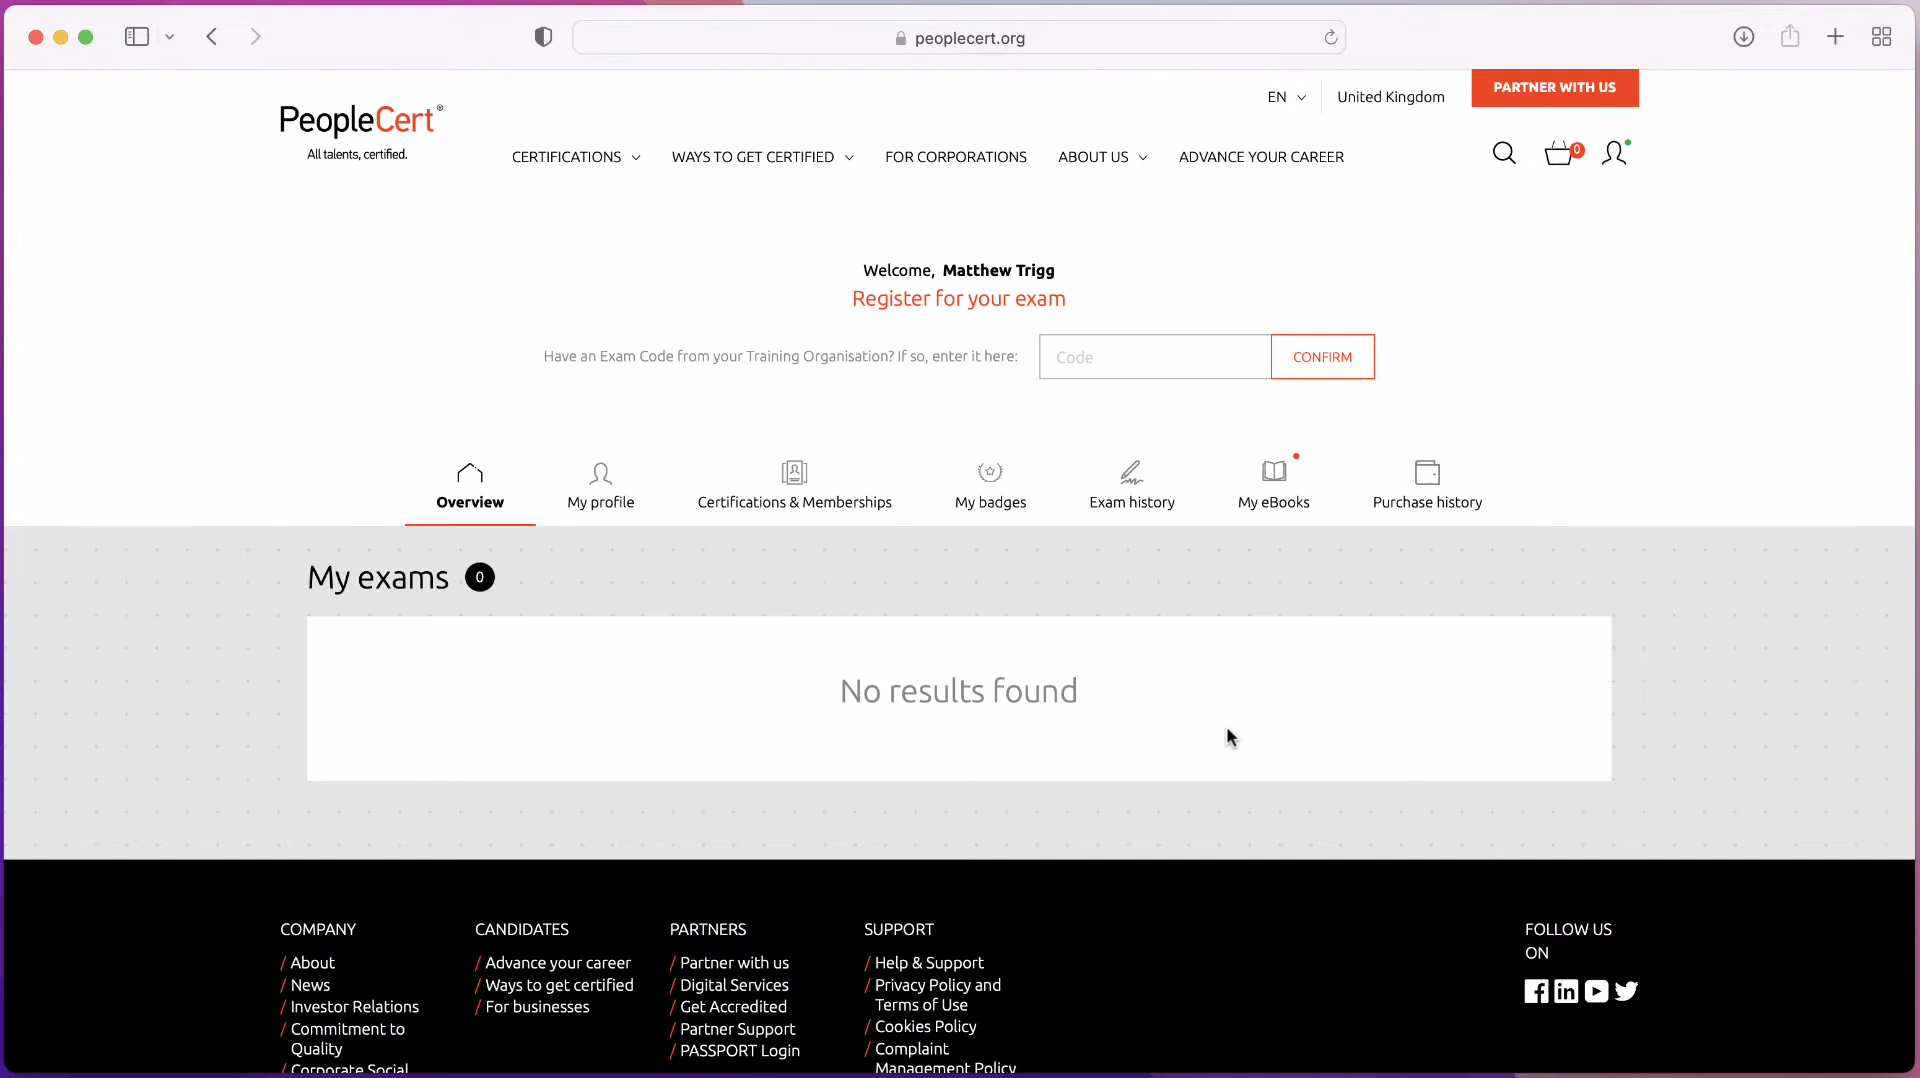 peoplecert.org
EN
United Kingdom
PARTNER WITH US
PeopleCert®
All talents, certified.
CERTIFICATIONS
WAYS TO GET CERTIFIED
FOR CORPORATIONS
ABOUT US
ADVANCE YOUR CAREER
0
Welcome, Matthew Trigg
Register for your exam
Have an Exam Code from your Training Organisation? If so, enter it here:
Code
CONFIRM
Overview
My profile
Certifications & Memberships
My badges
Exam history
My eBooks
Purchase history
My exams 0
No results found
COMPANY
/ About
/ News
/ Investor Relations
/ Commitment to
Quality
/ Corporate Social
CANDIDATES
/ Advance your career
/ Ways to get certified
/ For businesses
PARTNERS
/ Partner with us
/ Digital Services
/ Get Accredited
/ Partner Support
/ PASSPORT Login
SUPPORT
/ Help & Support
/ Privacy Policy and
Terms of Use
/ Cookies Policy
/ Complaint
Management Policy
FOLLOW US
ON